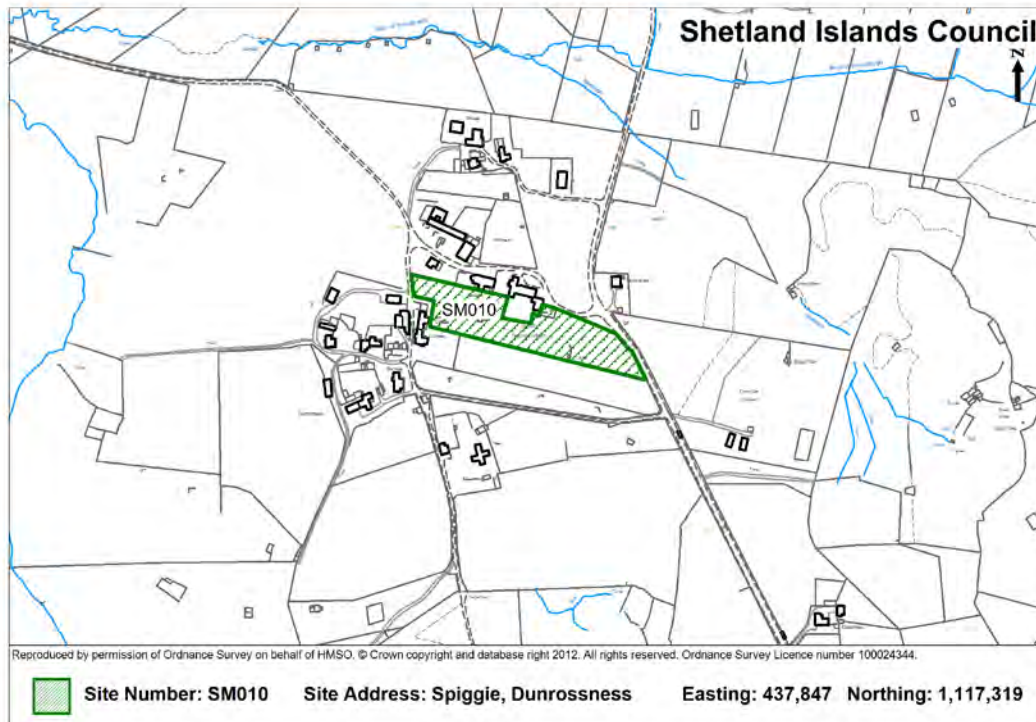 Shetland Islands Council
N
SM010
Reproduced by permission of Ordnance Survey on behalf of HMSO. © Crown copyright and database right 2012. All rights reserved. Ordnance Survey Licence number 100024344.
Site Number: SM010 Site Address: Spiggie, Dunrossness Easting: 437,847 Northing: 1,117,319